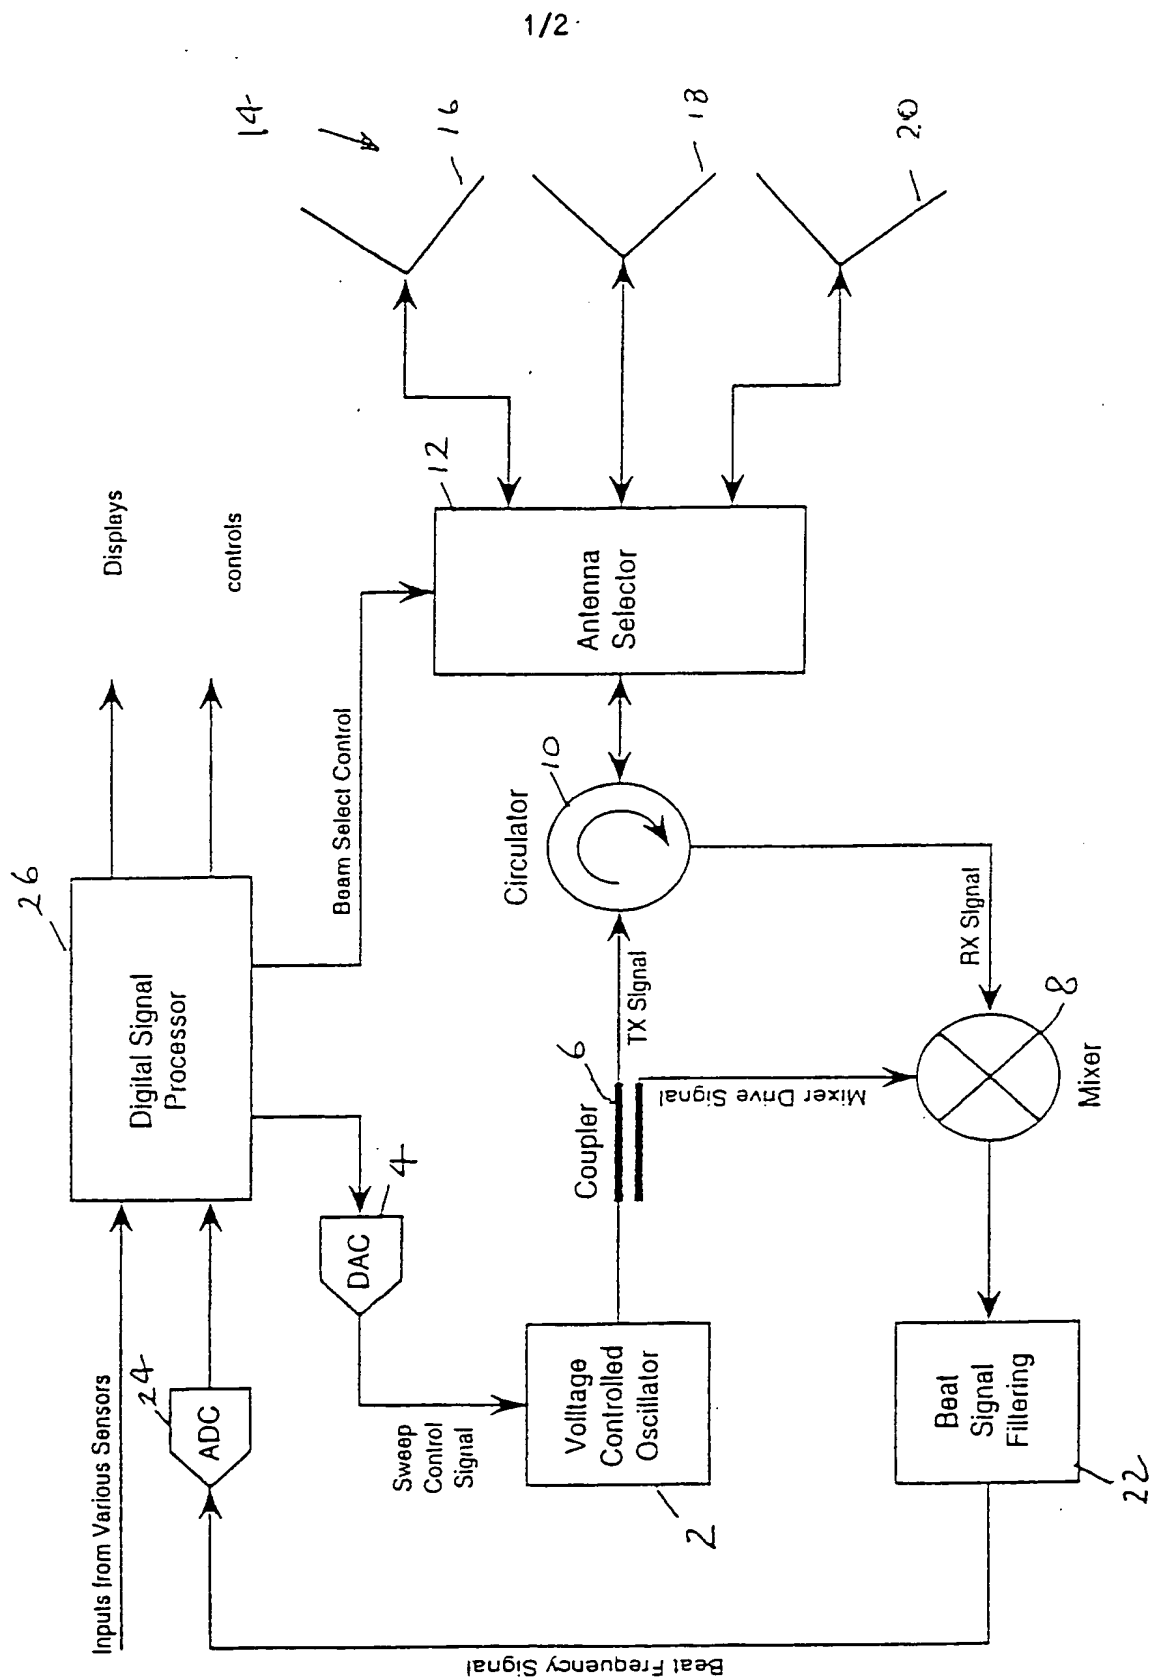 1/2
14
16
18
20
Displays
controls
12
Antenna
Selector
Beam Select Control
26
Digital Signal
Processor
Circulator
10
TX Signal
RX Signal
Coupler
6
Mixer Drive Signal
8
Mixer
DAC
4
Inputs from Various Sensors
24
ADC
Sweep
Control
Signal
Voltage
Controlled
Oscillator
2
Beat
Signal
Filtering
22
Beat Frequency Signal